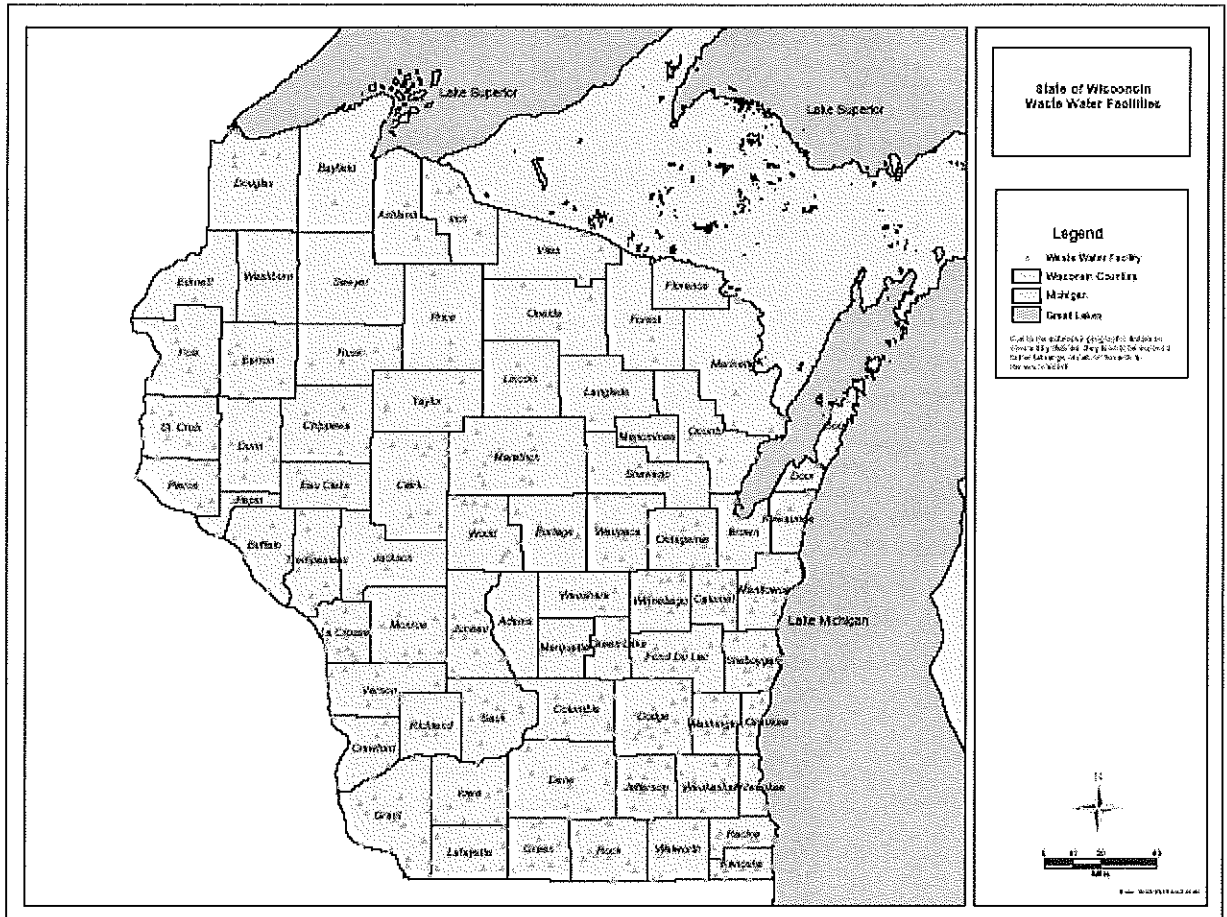 Lake Superior
Lake Superior
State of Wisconsin
Waste Water Facilities
Legend
Waste Water Facility
Wisconsin Counties
Michigan
Great Lakes
Douglas
Bayfield
Ashland
Iron
Vilas
Burnett
Washburn
Sawyer
Price
Oneida
Forest
Florence
Polk
Barron
Rusk
Lincoln
Langlade
Marinette
Taylor
St. Croix
Dunn
Chippewa
Menominee
Oconto
Marathon
Shawano
Door
Door
Pierce
Pepin
Eau Claire
Clark
Buffalo
Trempealeau
Jackson
Wood
Portage
Waupaca
Outagamie
Brown
Kewaunee
La Crosse
Monroe
Juneau
Adams
Waushara
Winnebago
Calumet
Manitowoc
Lake Michigan
Marquette
Green Lake
Fond Du Lac
Sheboygan
Vernon
Richland
Sauk
Columbia
Dodge
Washington
Ozaukee
Crawford
Grant
Iowa
Dane
Jefferson
Waukesha
Milwaukee
Lafayette
Green
Rock
Walworth
Racine
Kenosha
N
0 10 20 40
Miles